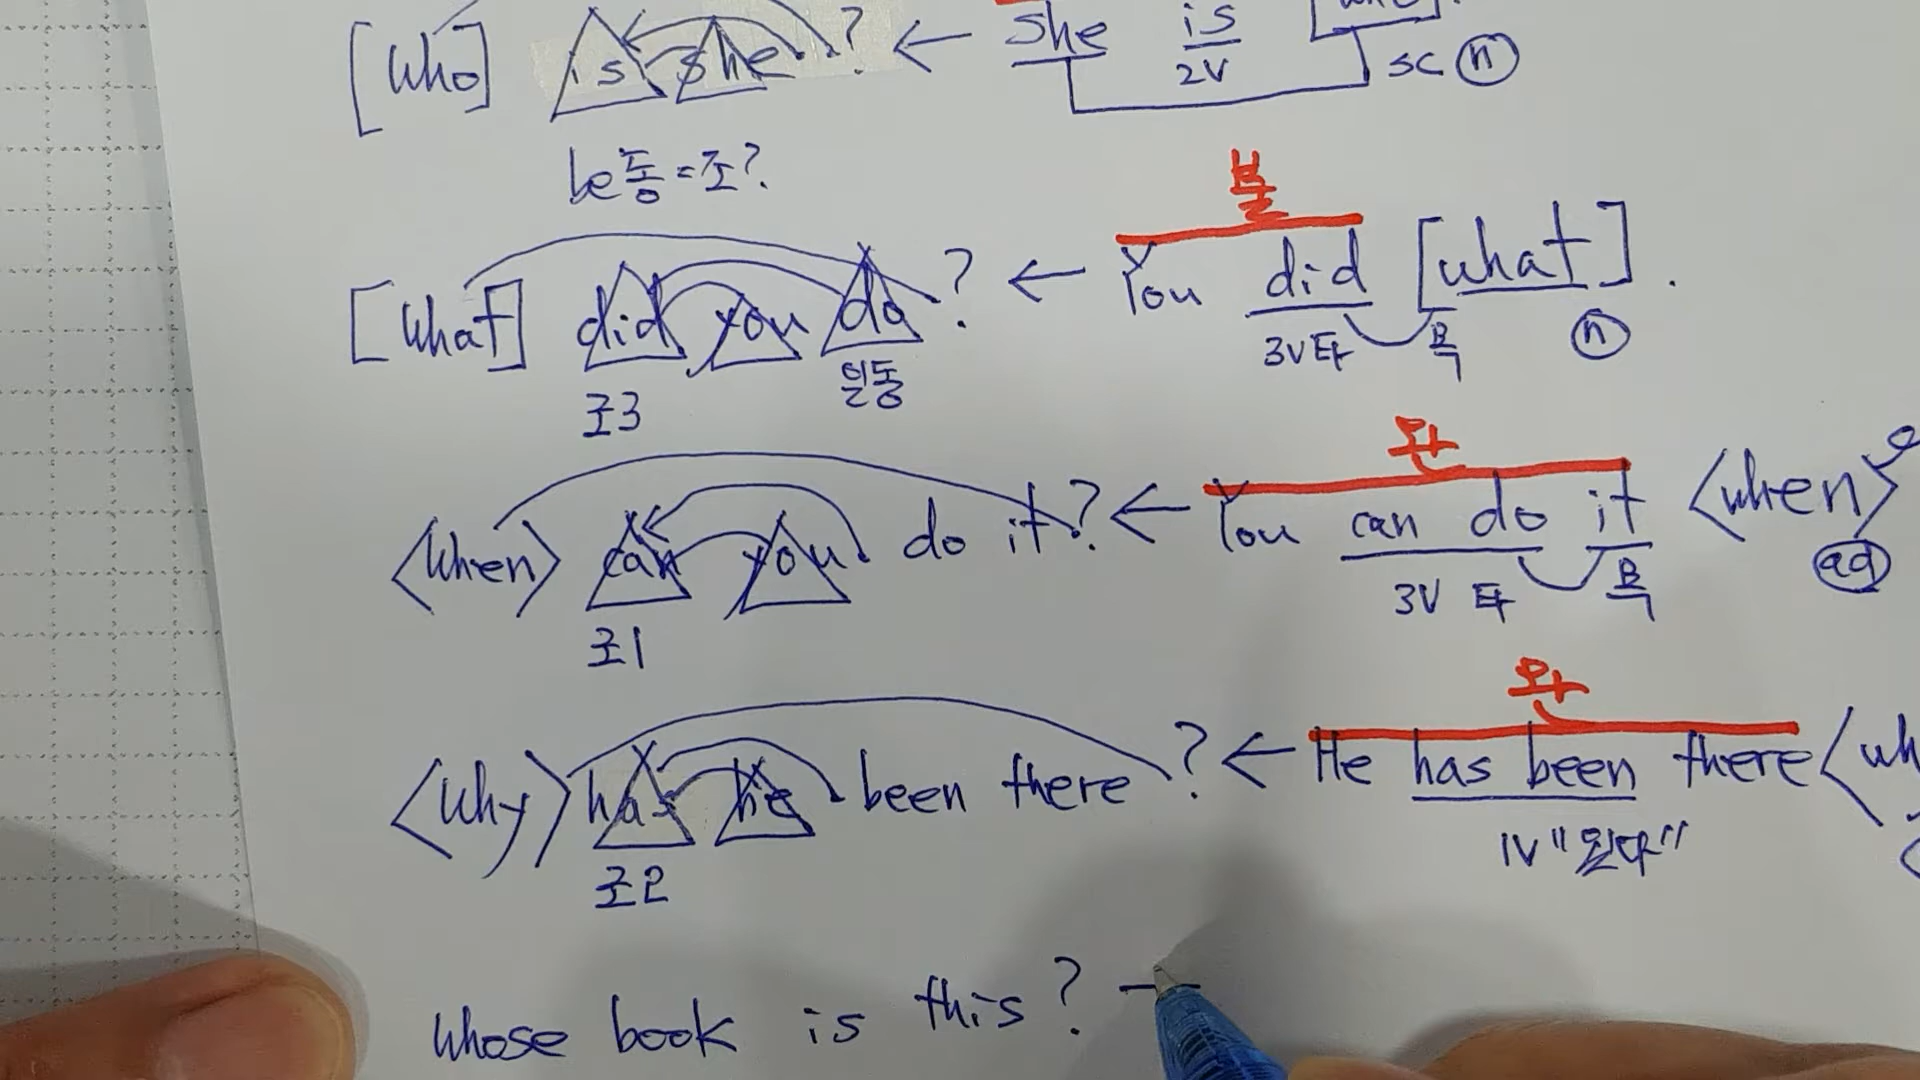 [Who] is she ? ← She is
2V SC n
be동=조?
불
[What] did you do ? ← You did [what] .
조3 일동 3V타 목 n
완
<When> can you do it? ← You can do it <when>
조1 3V 타 목 ad
완
<Why> has he been there ? ← He has been there <wh
조2 1V "있다"
Whose book is this ?